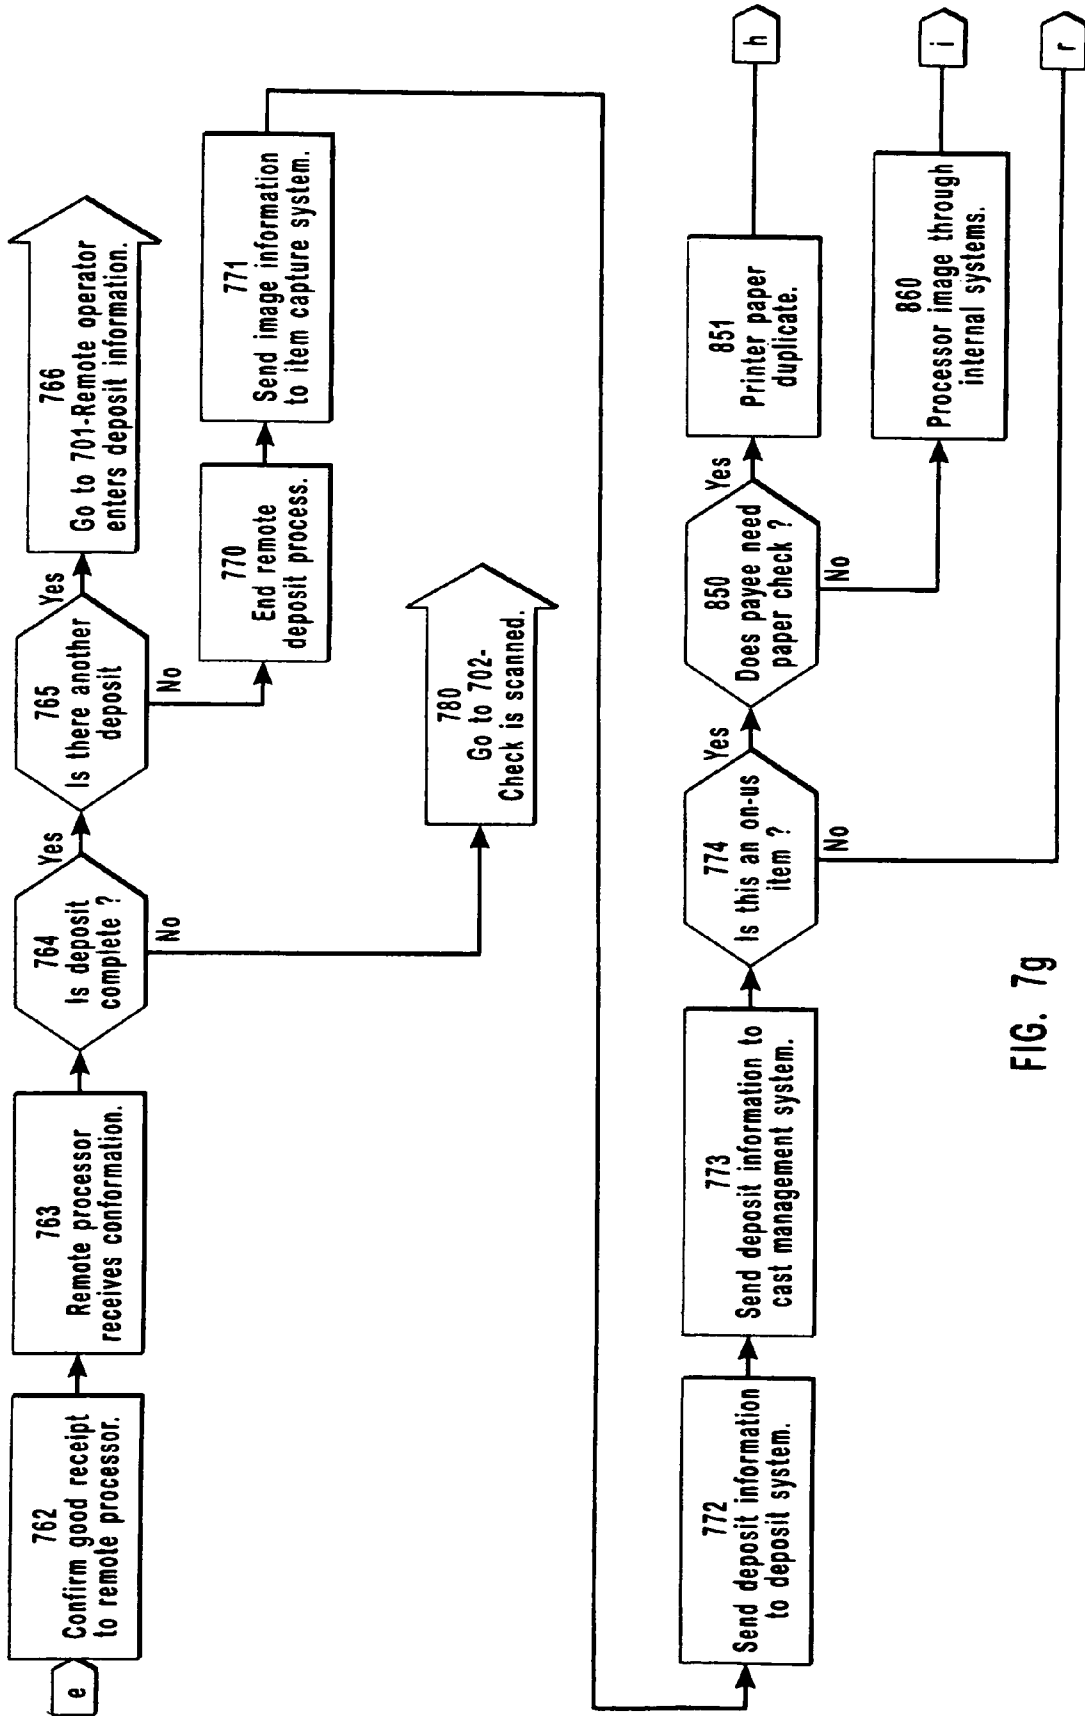 e
762
Confirm good receipt
to remote processor.
763
Remote processor
receives conformation.
764
Is deposit
complete ?
Yes
No
765
Is there another
deposit
Yes
No
766
Go to 701-Remote operator
enters deposit information.
770
End remote
deposit process.
771
Send image information
to item capture system.
780
Go to 702-
Check is scanned.
772
Send deposit information
to deposit system.
773
Send deposit information to
cast management system.
774
Is this an on-us
item ?
Yes
No
850
Does payee need
paper check ?
Yes
No
851
Printer paper
duplicate.
860
Processor image through
internal systems.
h
i
r
FIG. 7g